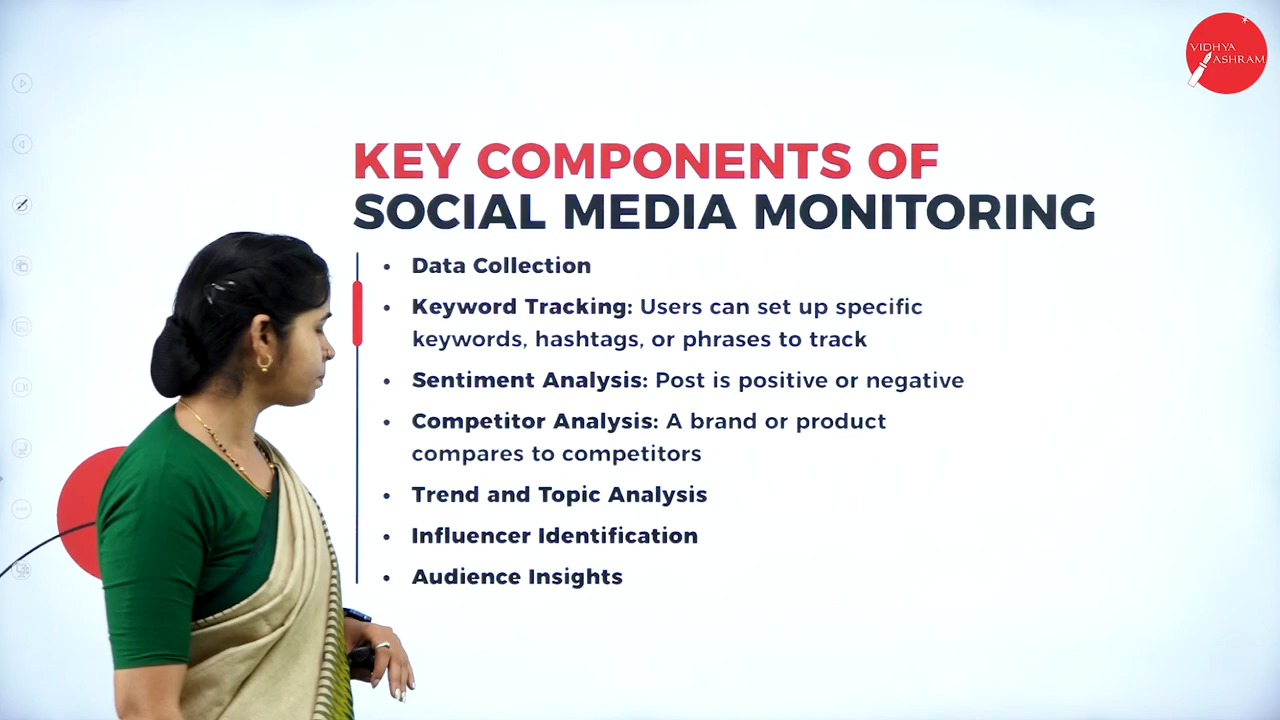 VIDHYA
ASHRAM
KEY COMPONENTS OF
SOCIAL MEDIA MONITORING
• Data Collection
• Keyword Tracking: Users can set up specific
keywords, hashtags, or phrases to track
• Sentiment Analysis: Post is positive or negative
• Competitor Analysis: A brand or product
compares to competitors
• Trend and Topic Analysis
• Influencer Identification
• Audience Insights